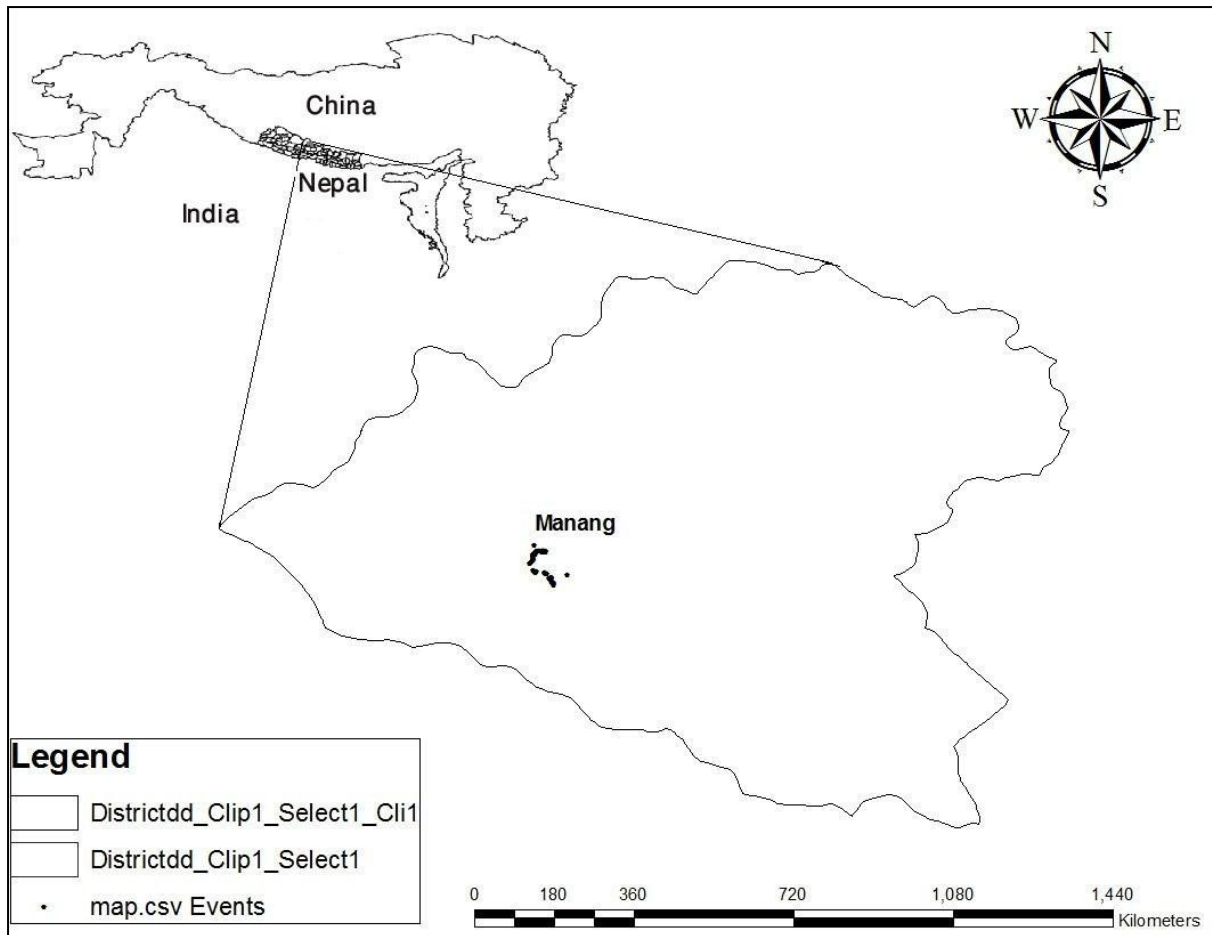 N
W
E
S
China
Nepal
India
Manang
Legend
Districtdd_Clip1_Select1_Cli1
Districtdd_Clip1_Select1
map.csv Events
0 180 360 720 1,080 1,440
Kilometers